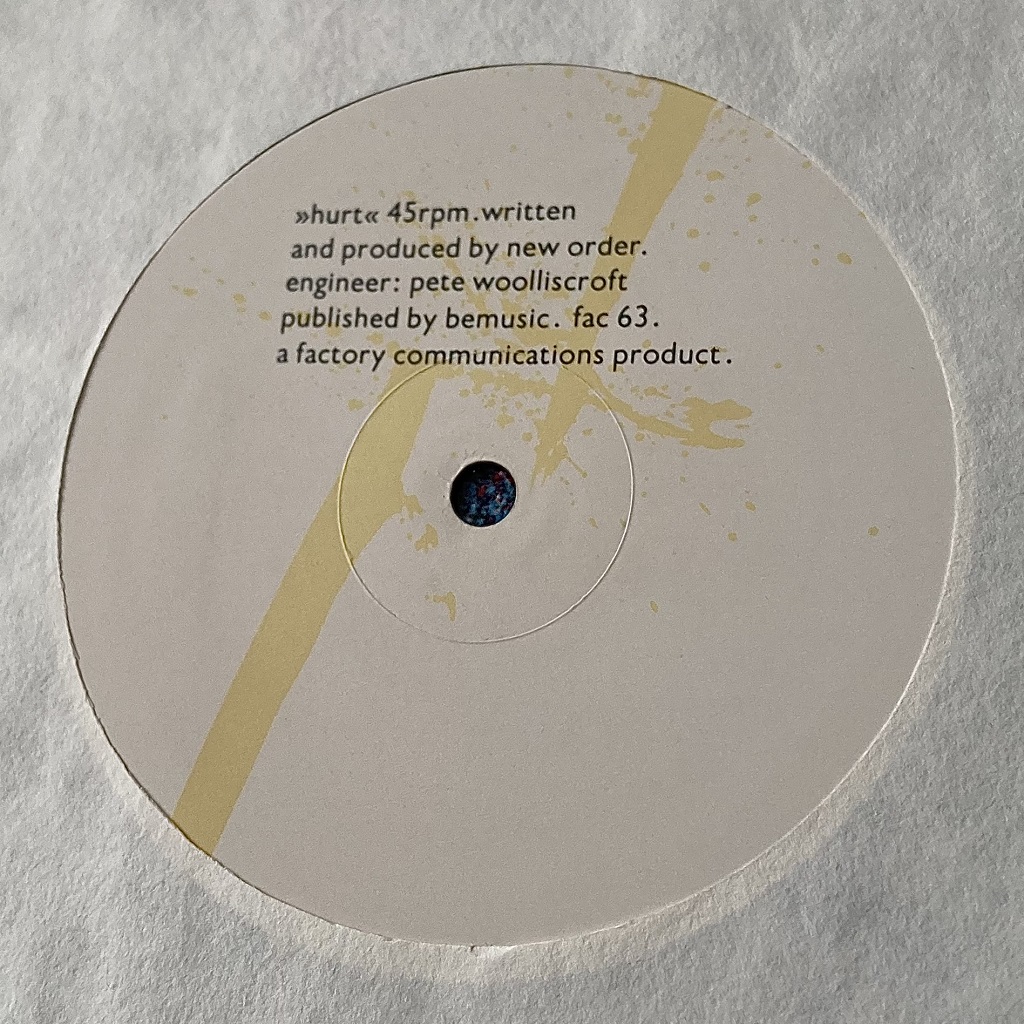 »hurt« 45rpm.written
and produced by new order.
engineer: pete woolliscroft
published by bemusic. fac 63.
a factory communications product.